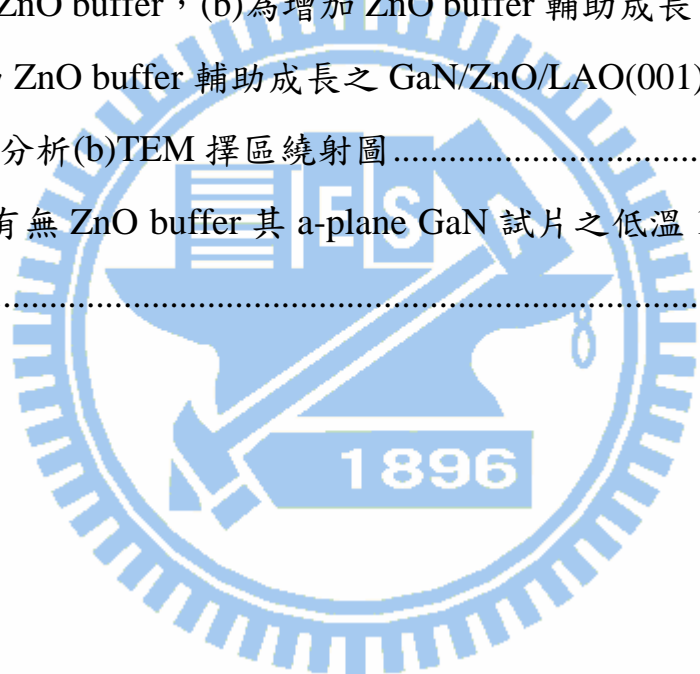 ZnO buffer，(b)為增加 ZnO buffer 輔助成長
ZnO buffer 輔助成長之 GaN/ZnO/LAO(001)
分析(b)TEM 擇區繞射圖......................................
有無 ZnO buffer 其 a-plane GaN 試片之低溫
................................................................................
ES
1896